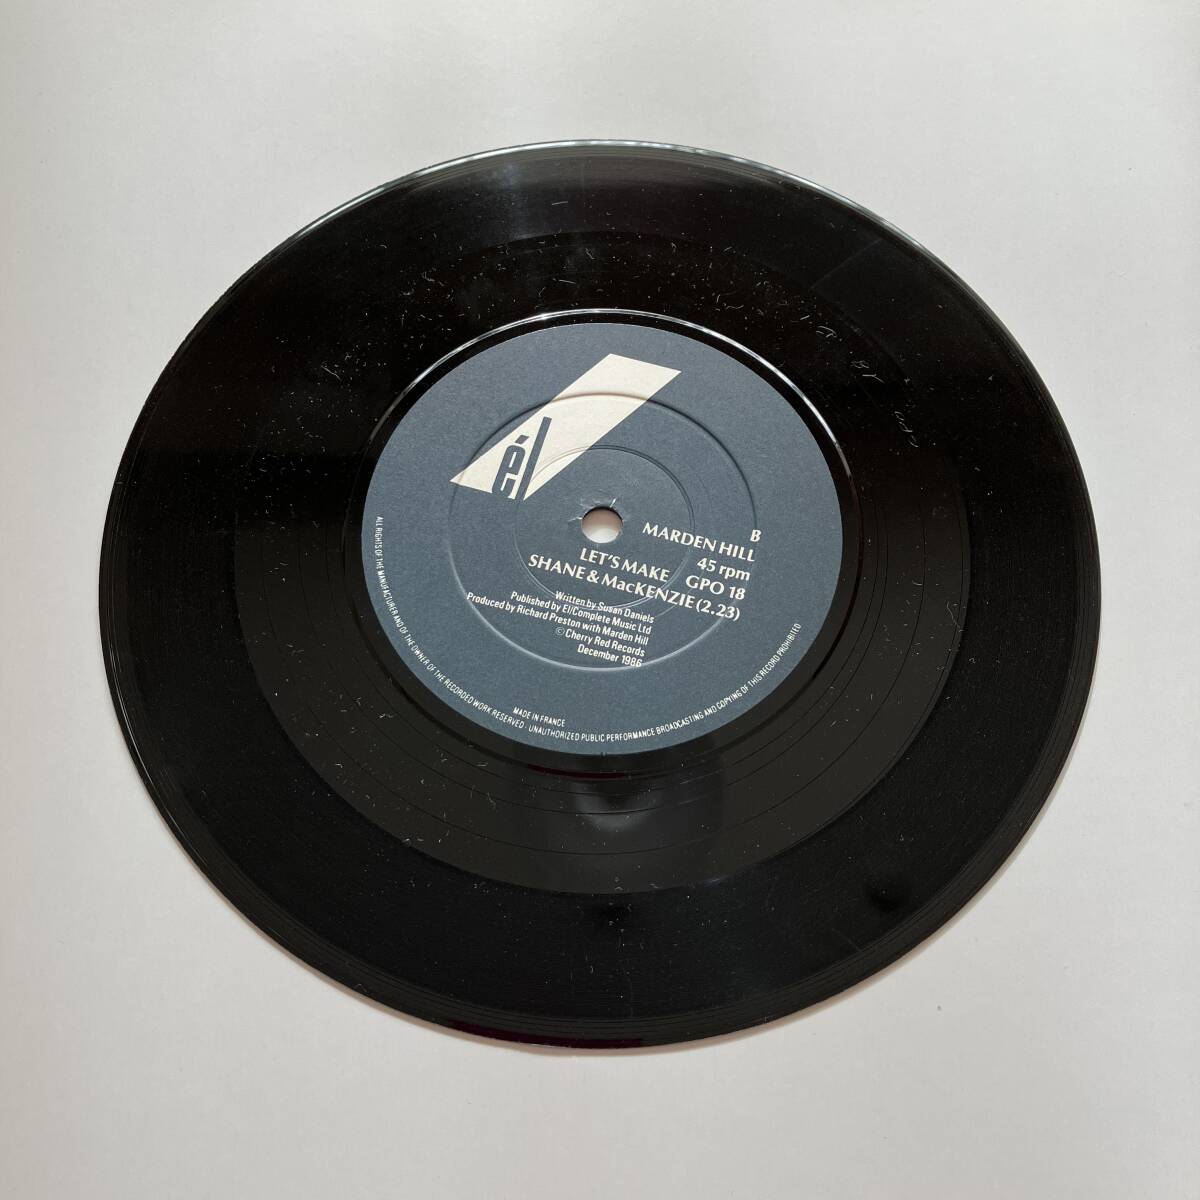 él
B
MARDEN HILL
45 rpm
LET'S MAKE GPO 18
SHANE & MacKENZIE (2.23)
Written by Susan Daniels
Published by El/Complete Music Ltd
Produced by Richard Preston with Marden Hill
© Cherry Red Records
December 1986
MADE IN FRANCE
ALL RIGHTS OF THE MANUFACTURER AND OF THE OWNER OF THE RECORDED WORK RESERVED · UNAUTHORIZED PUBLIC PERFORMANCE BROADCASTING AND COPYING OF THIS RECORD PROHIBITED